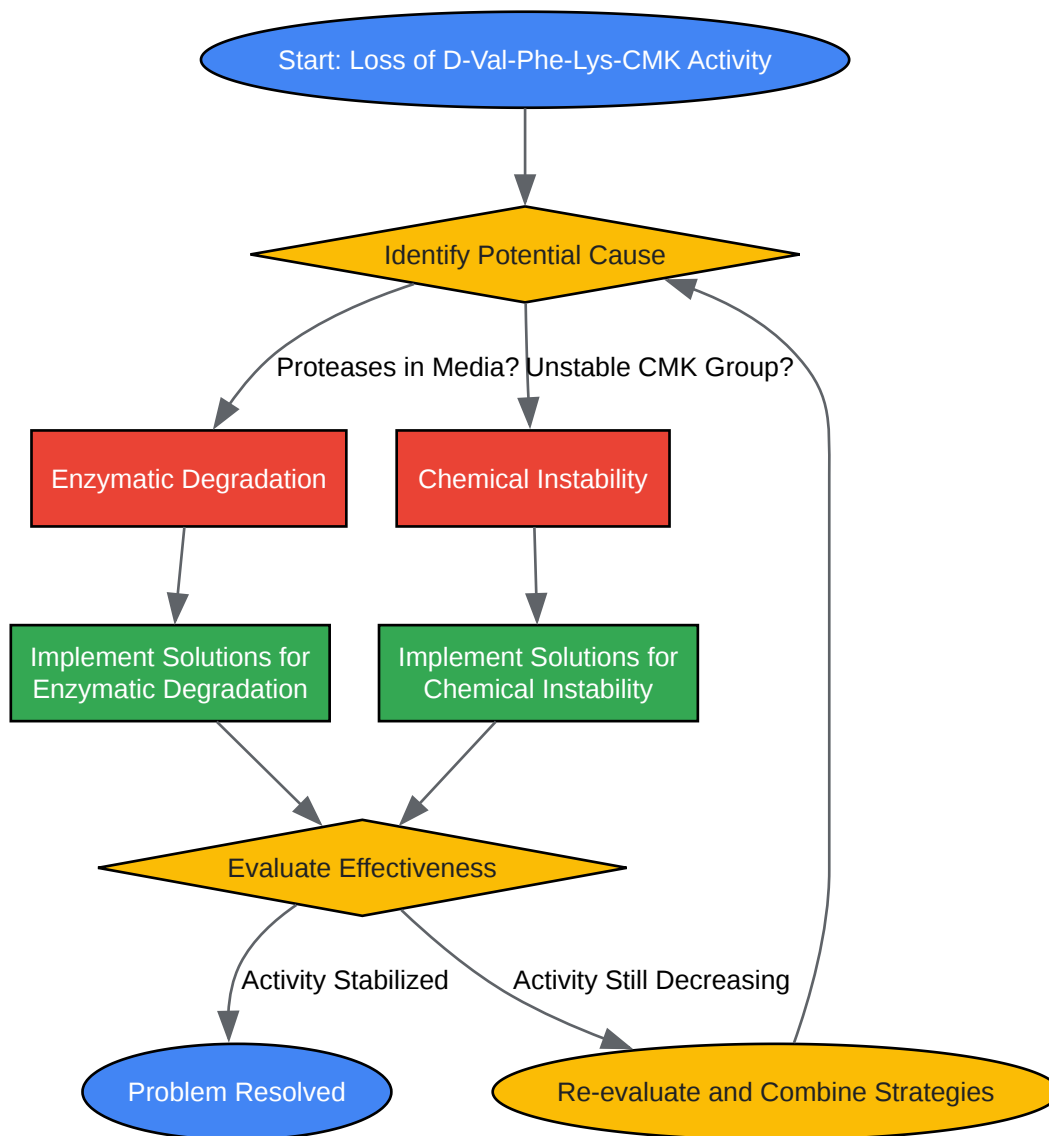 Start: Loss of D-Val-Phe-Lys-CMK Activity
Identify Potential Cause
Proteases in Media?
Unstable CMK Group?
Enzymatic Degradation
Chemical Instability
Implement Solutions for
Enzymatic Degradation
Implement Solutions for
Chemical Instability
Evaluate Effectiveness
Activity Stabilized
Activity Still Decreasing
Problem Resolved
Re-evaluate and Combine Strategies